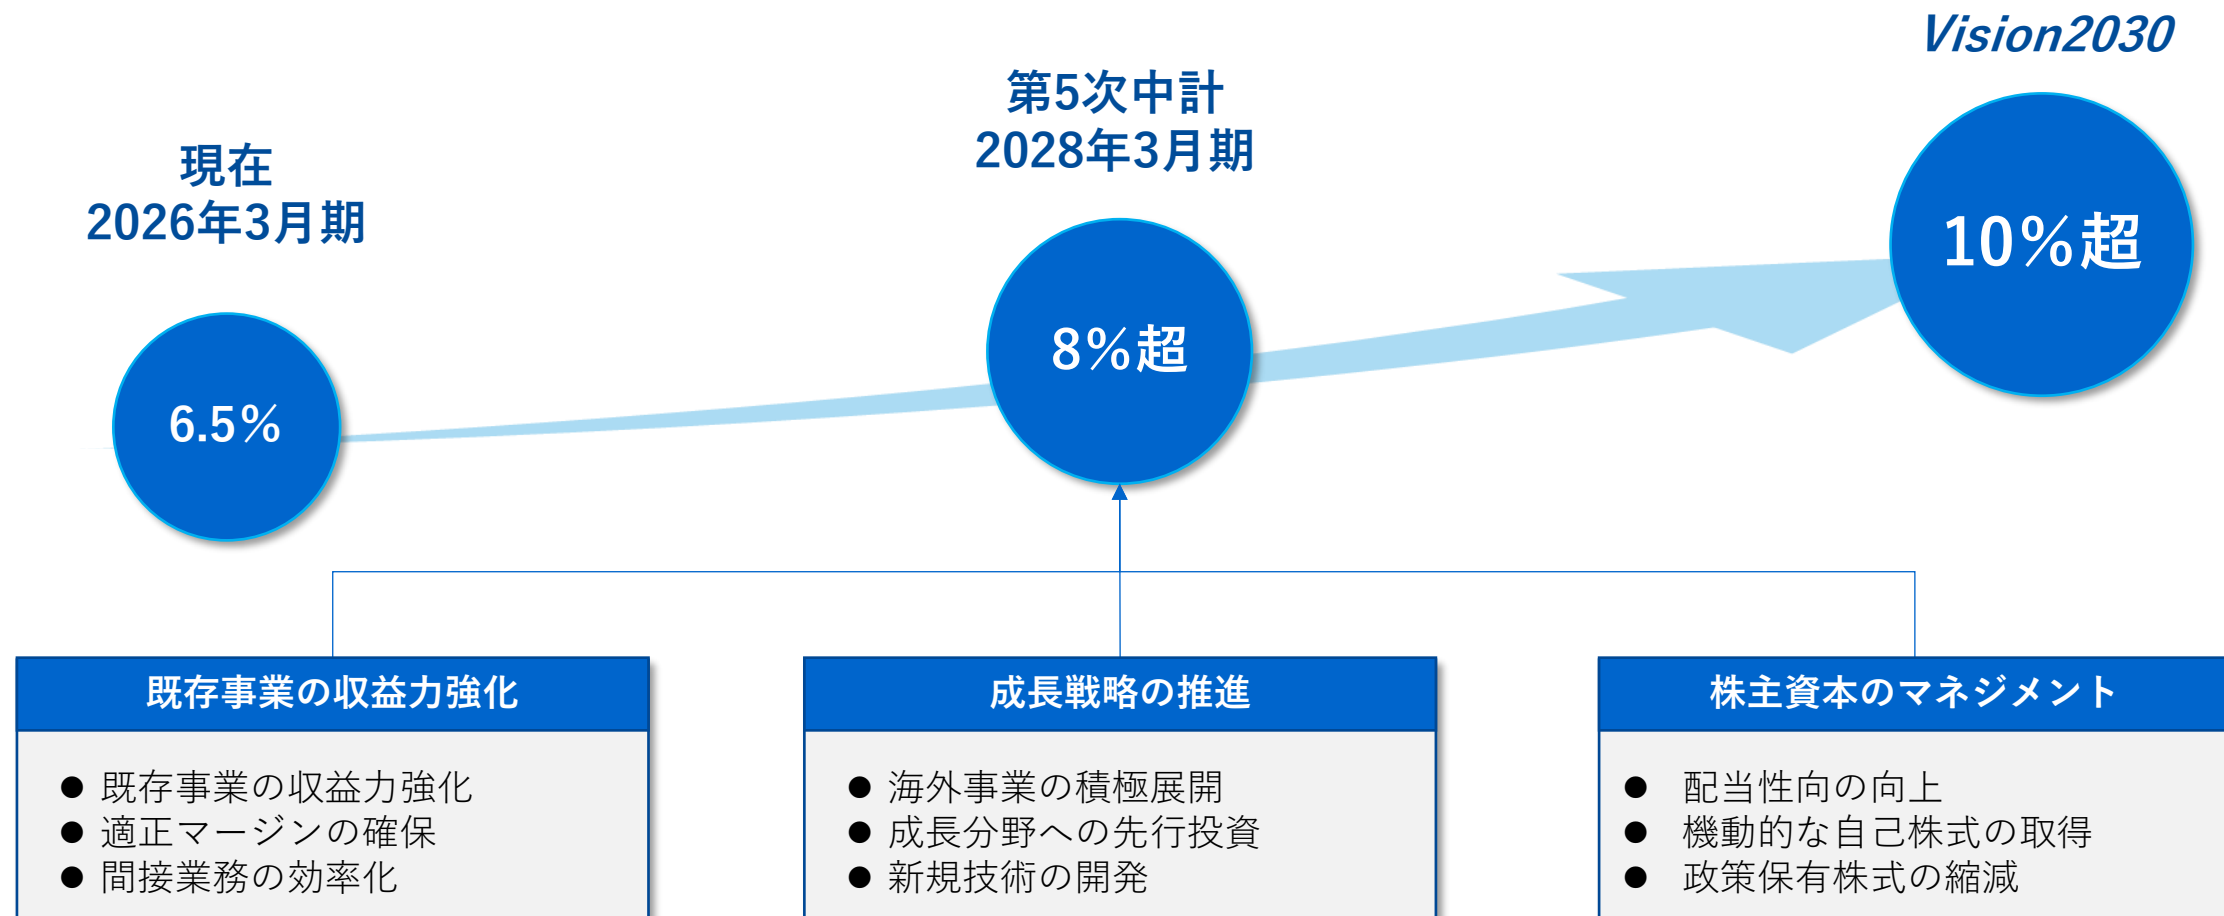 Vision2030
第5次中計
2028年3月期
現在
2026年3月期
10%超
8%超
6.5%
既存事業の収益力強化
● 既存事業の収益力強化
● 適正マージンの確保
● 間接業務の効率化
成長戦略の推進
● 海外事業の積極展開
● 成長分野への先行投資
● 新規技術の開発
株主資本のマネジメント
● 配当性向の向上
● 機動的な自己株式の取得
● 政策保有株式の縮減